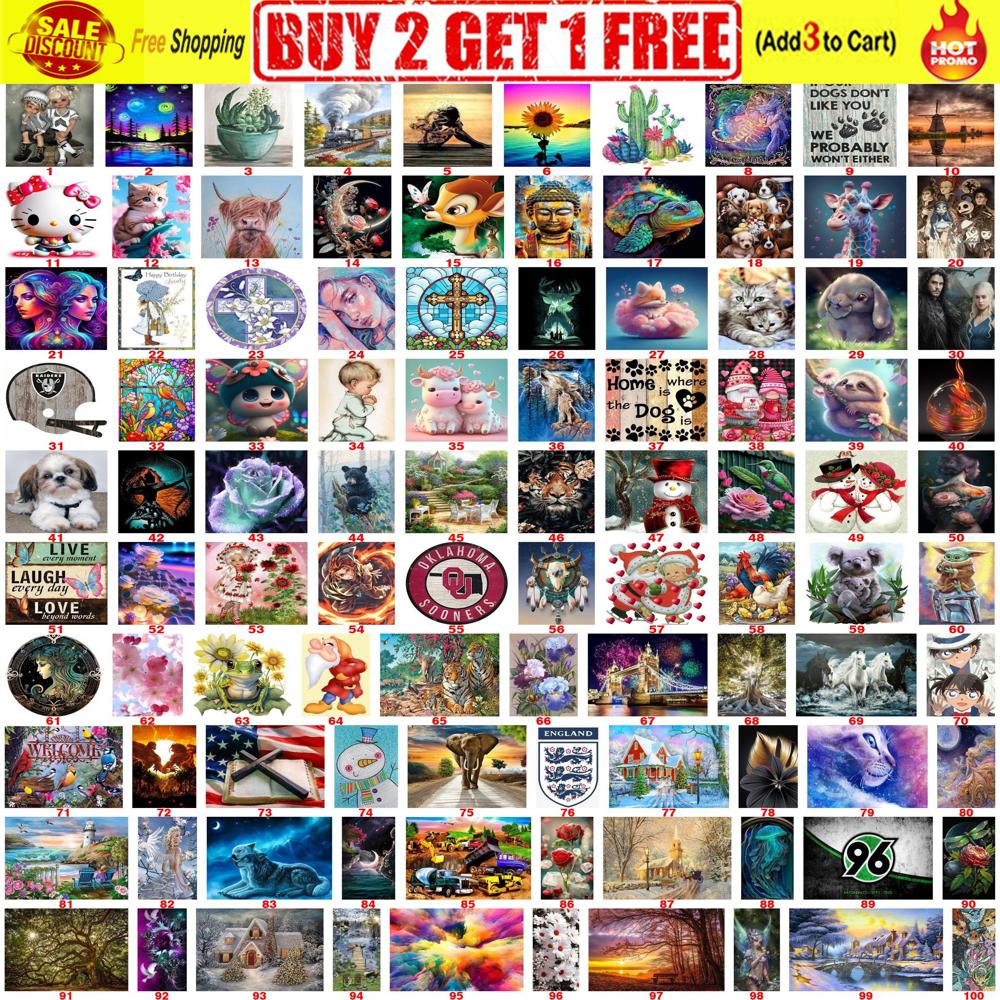 SALE
DISCOUNT
Free Shopping
BUY 2 GET 1 FREE
(Add 3 to Cart)
HOT
PROMO
DOGS DON'T
LIKE YOU
WE
PROBABLY
WON'T EITHER
1 2 3 4 5 6 7 8 9 10
11 12 13 14 15 16 17 18 19 20
Happy Birthday
21 22 23 24 25 26 27 28 29 30
RAIDERS
Home is where
the Dog is
31 32 33 34 35 36 37 38 39 40
41 42 43 44 45 46 47 48 49 50
LIVE
every moment
LAUGH
every day
LOVE
beyond words
OKLAHOMA
OU
SOONERS
51 52 53 54 55 56 57 58 59 60
61 62 63 64 65 66 67 68 69 70
WELCOME
ENGLAND
71 72 73 74 75 76 77 78 79 80
96
81 82 83 84 85 86 87 88 89 90
91 92 93 94 95 96 97 98 99 100